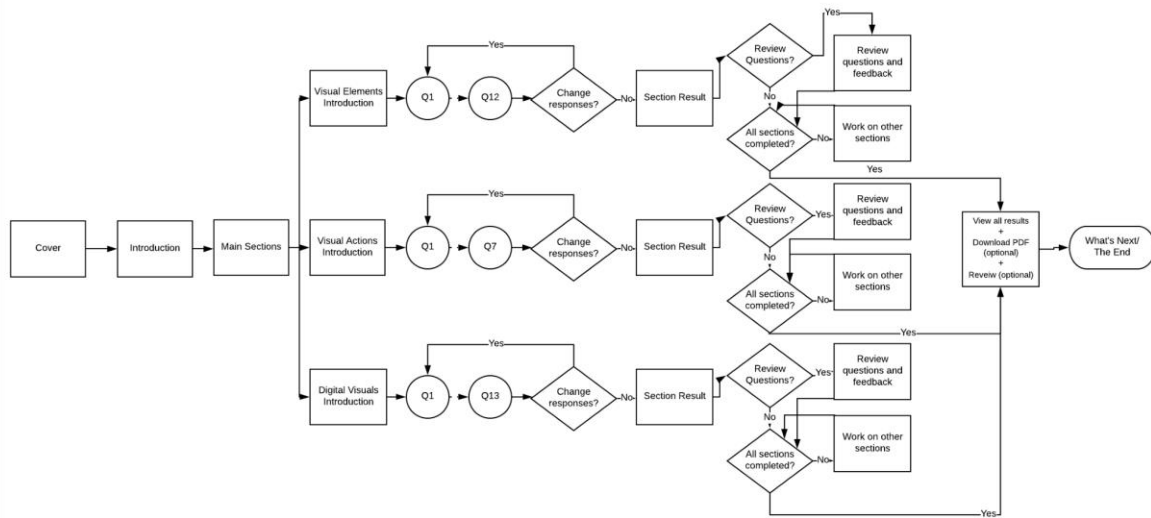 Cover
Introduction
Main Sections
Visual Elements
Introduction
Q1
Q12
Yes
Change
responses?
No
Section Result
Review
Questions?
Yes
Review
questions and
feedback
No
All sections
completed?
No
Work on other
sections
Yes
Visual Actions
Introduction
Q1
Q7
Yes
Change
responses?
No
Section Result
Review
Questions?
Yes
Review
questions and
feedback
No
All sections
completed?
No
Work on other
sections
Yes
Digital Visuals
Introduction
Q1
Q13
Yes
Change
responses?
No
Section Result
Review
Questions?
Yes
Review
questions and
feedback
No
All sections
completed?
No
Work on other
sections
Yes
View all results
+
Download PDF
(optional)
+
Reveiw (optional)
What's Next/
The End